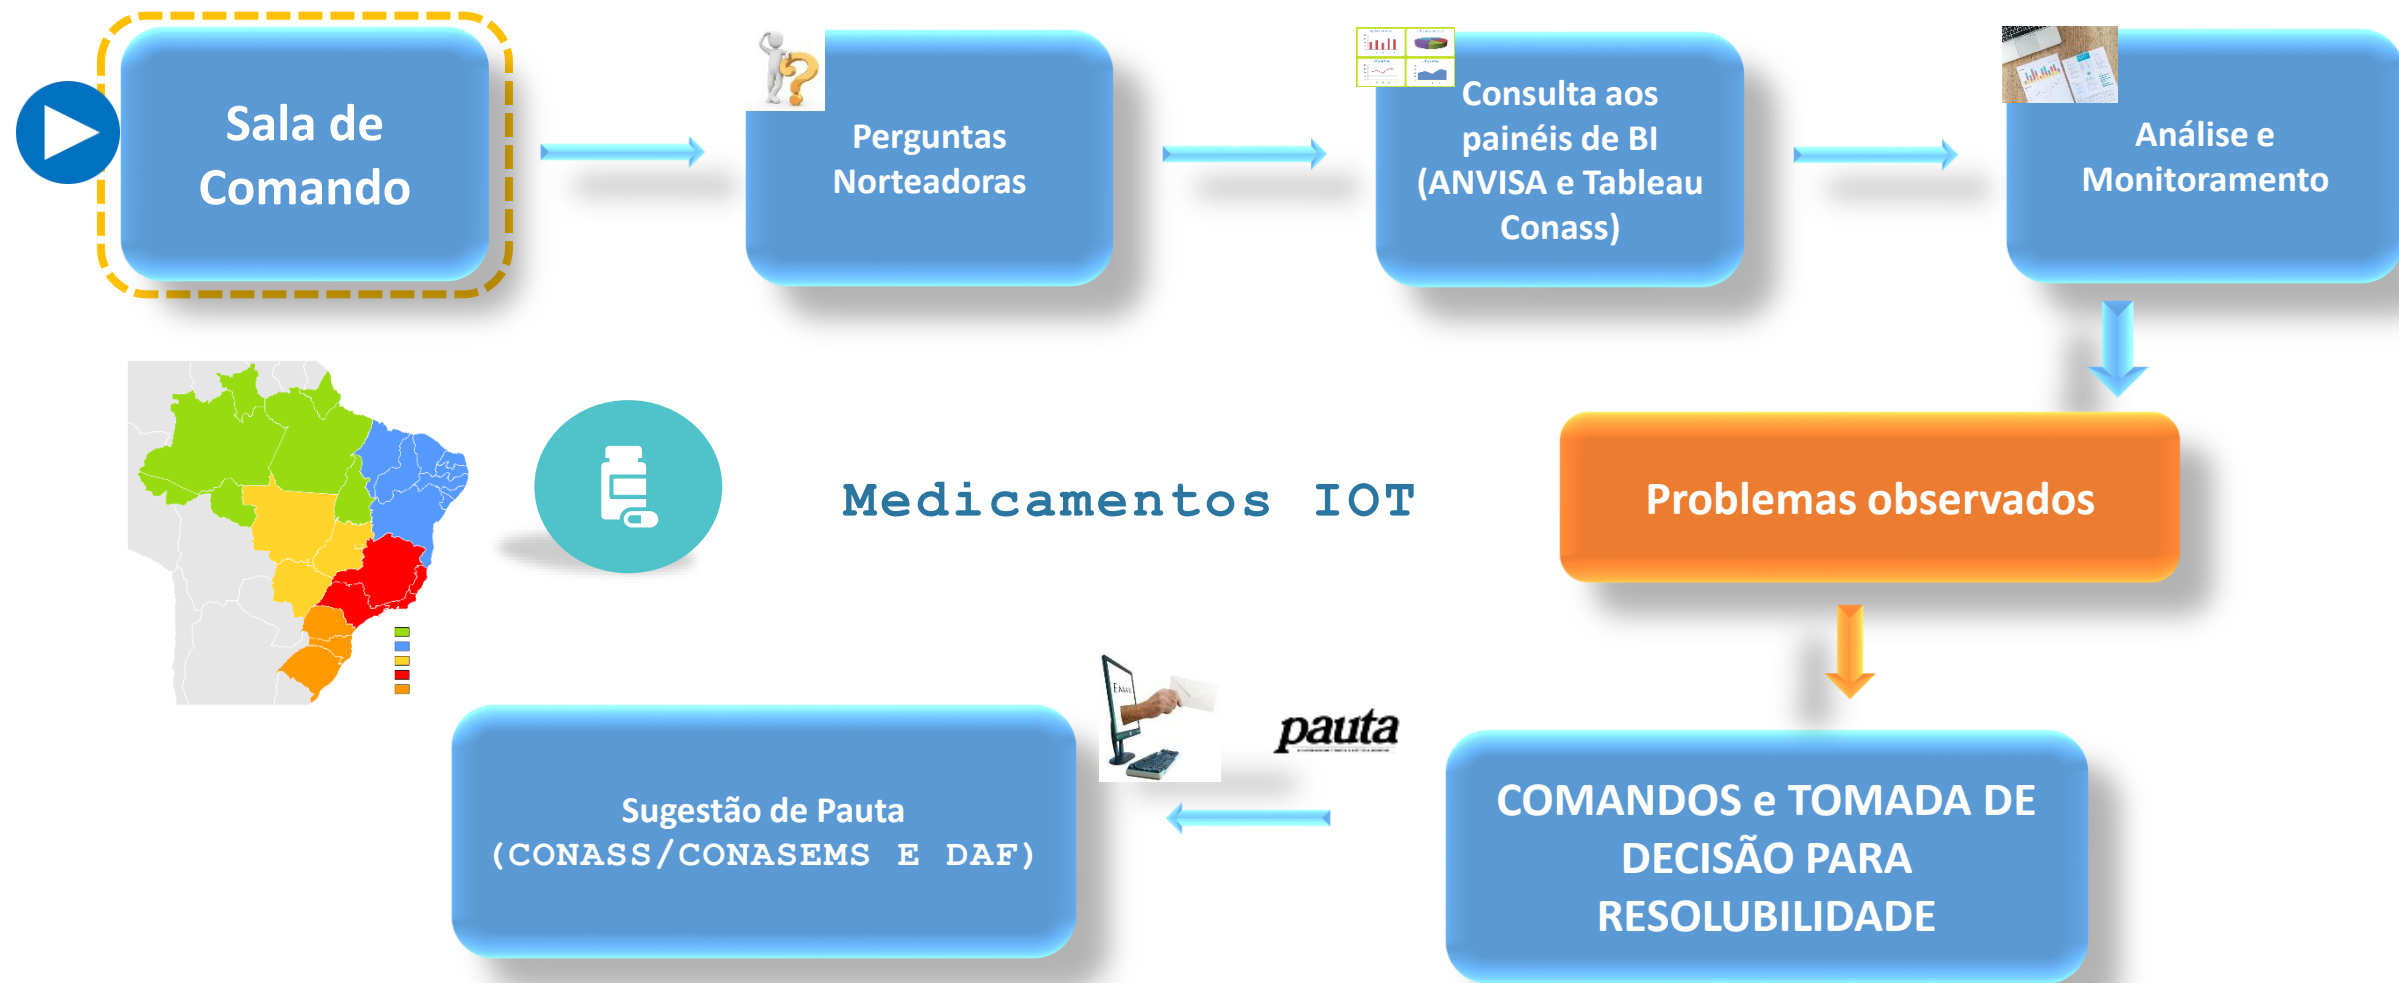 Sala de
Comando
Perguntas
Norteadoras
Consulta aos
painéis de BI
(ANVISA e Tableau
Conass)
Análise e
Monitoramento
Medicamentos IOT
Problemas observados
EMAIL
pauta
Sugestão de Pauta
(CONASS/CONASEMS E DAF)
COMANDOS e TOMADA DE
DECISÃO PARA
RESOLUBILIDADE